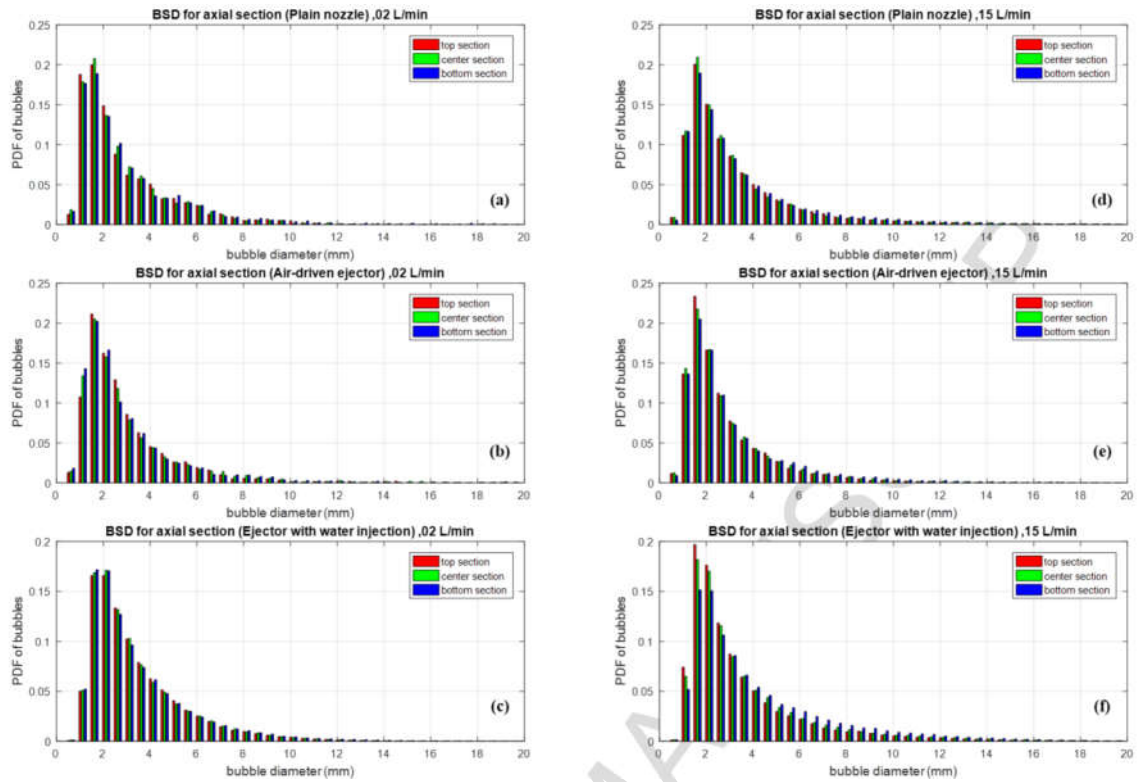 BSD for axial section (Plain nozzle) ,02 L/min
0.25
0.2
0.15
0.1
0.05
0
PDF of bubbles
top section
center section
bottom section
(a)
0 2 4 6 8 10 12 14 16 18 20
bubble diameter (mm)
BSD for axial section (Air-driven ejector) ,02 L/min
0.25
0.2
0.15
0.1
0.05
0
PDF of bubbles
top section
center section
bottom section
(b)
0 2 4 6 8 10 12 14 16 18 20
bubble diameter (mm)
BSD for axial section (Ejector with water injection) ,02 L/min
0.2
0.15
0.1
0.05
0
PDF of bubbles
top section
center section
bottom section
(c)
0 2 4 6 8 10 12 14 16 18 20
bubble diameter (mm)
BSD for axial section (Plain nozzle) ,15 L/min
0.25
0.2
0.15
0.1
0.05
0
PDF of bubbles
top section
center section
bottom section
(d)
0 2 4 6 8 10 12 14 16 18 20
bubble diameter (mm)
BSD for axial section (Air-driven ejector) ,15 L/min
0.25
0.2
0.15
0.1
0.05
0
PDF of bubbles
top section
center section
bottom section
(e)
0 2 4 6 8 10 12 14 16 18 20
bubble diameter (mm)
BSD for axial section (Ejector with water injection) ,15 L/min
0.2
0.15
0.1
0.05
0
PDF of bubbles
top section
center section
bottom section
(f)
0 2 4 6 8 10 12 14 16 18 20
bubble diameter (mm)